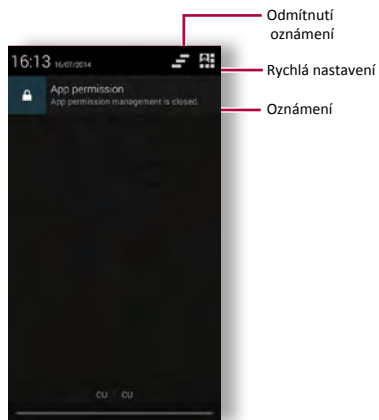 Odmítnutí
oznámení
16:13 16/07/2014
Rychlá nastavení
App permission
App permission management is closed.
Oznámení
CU CU